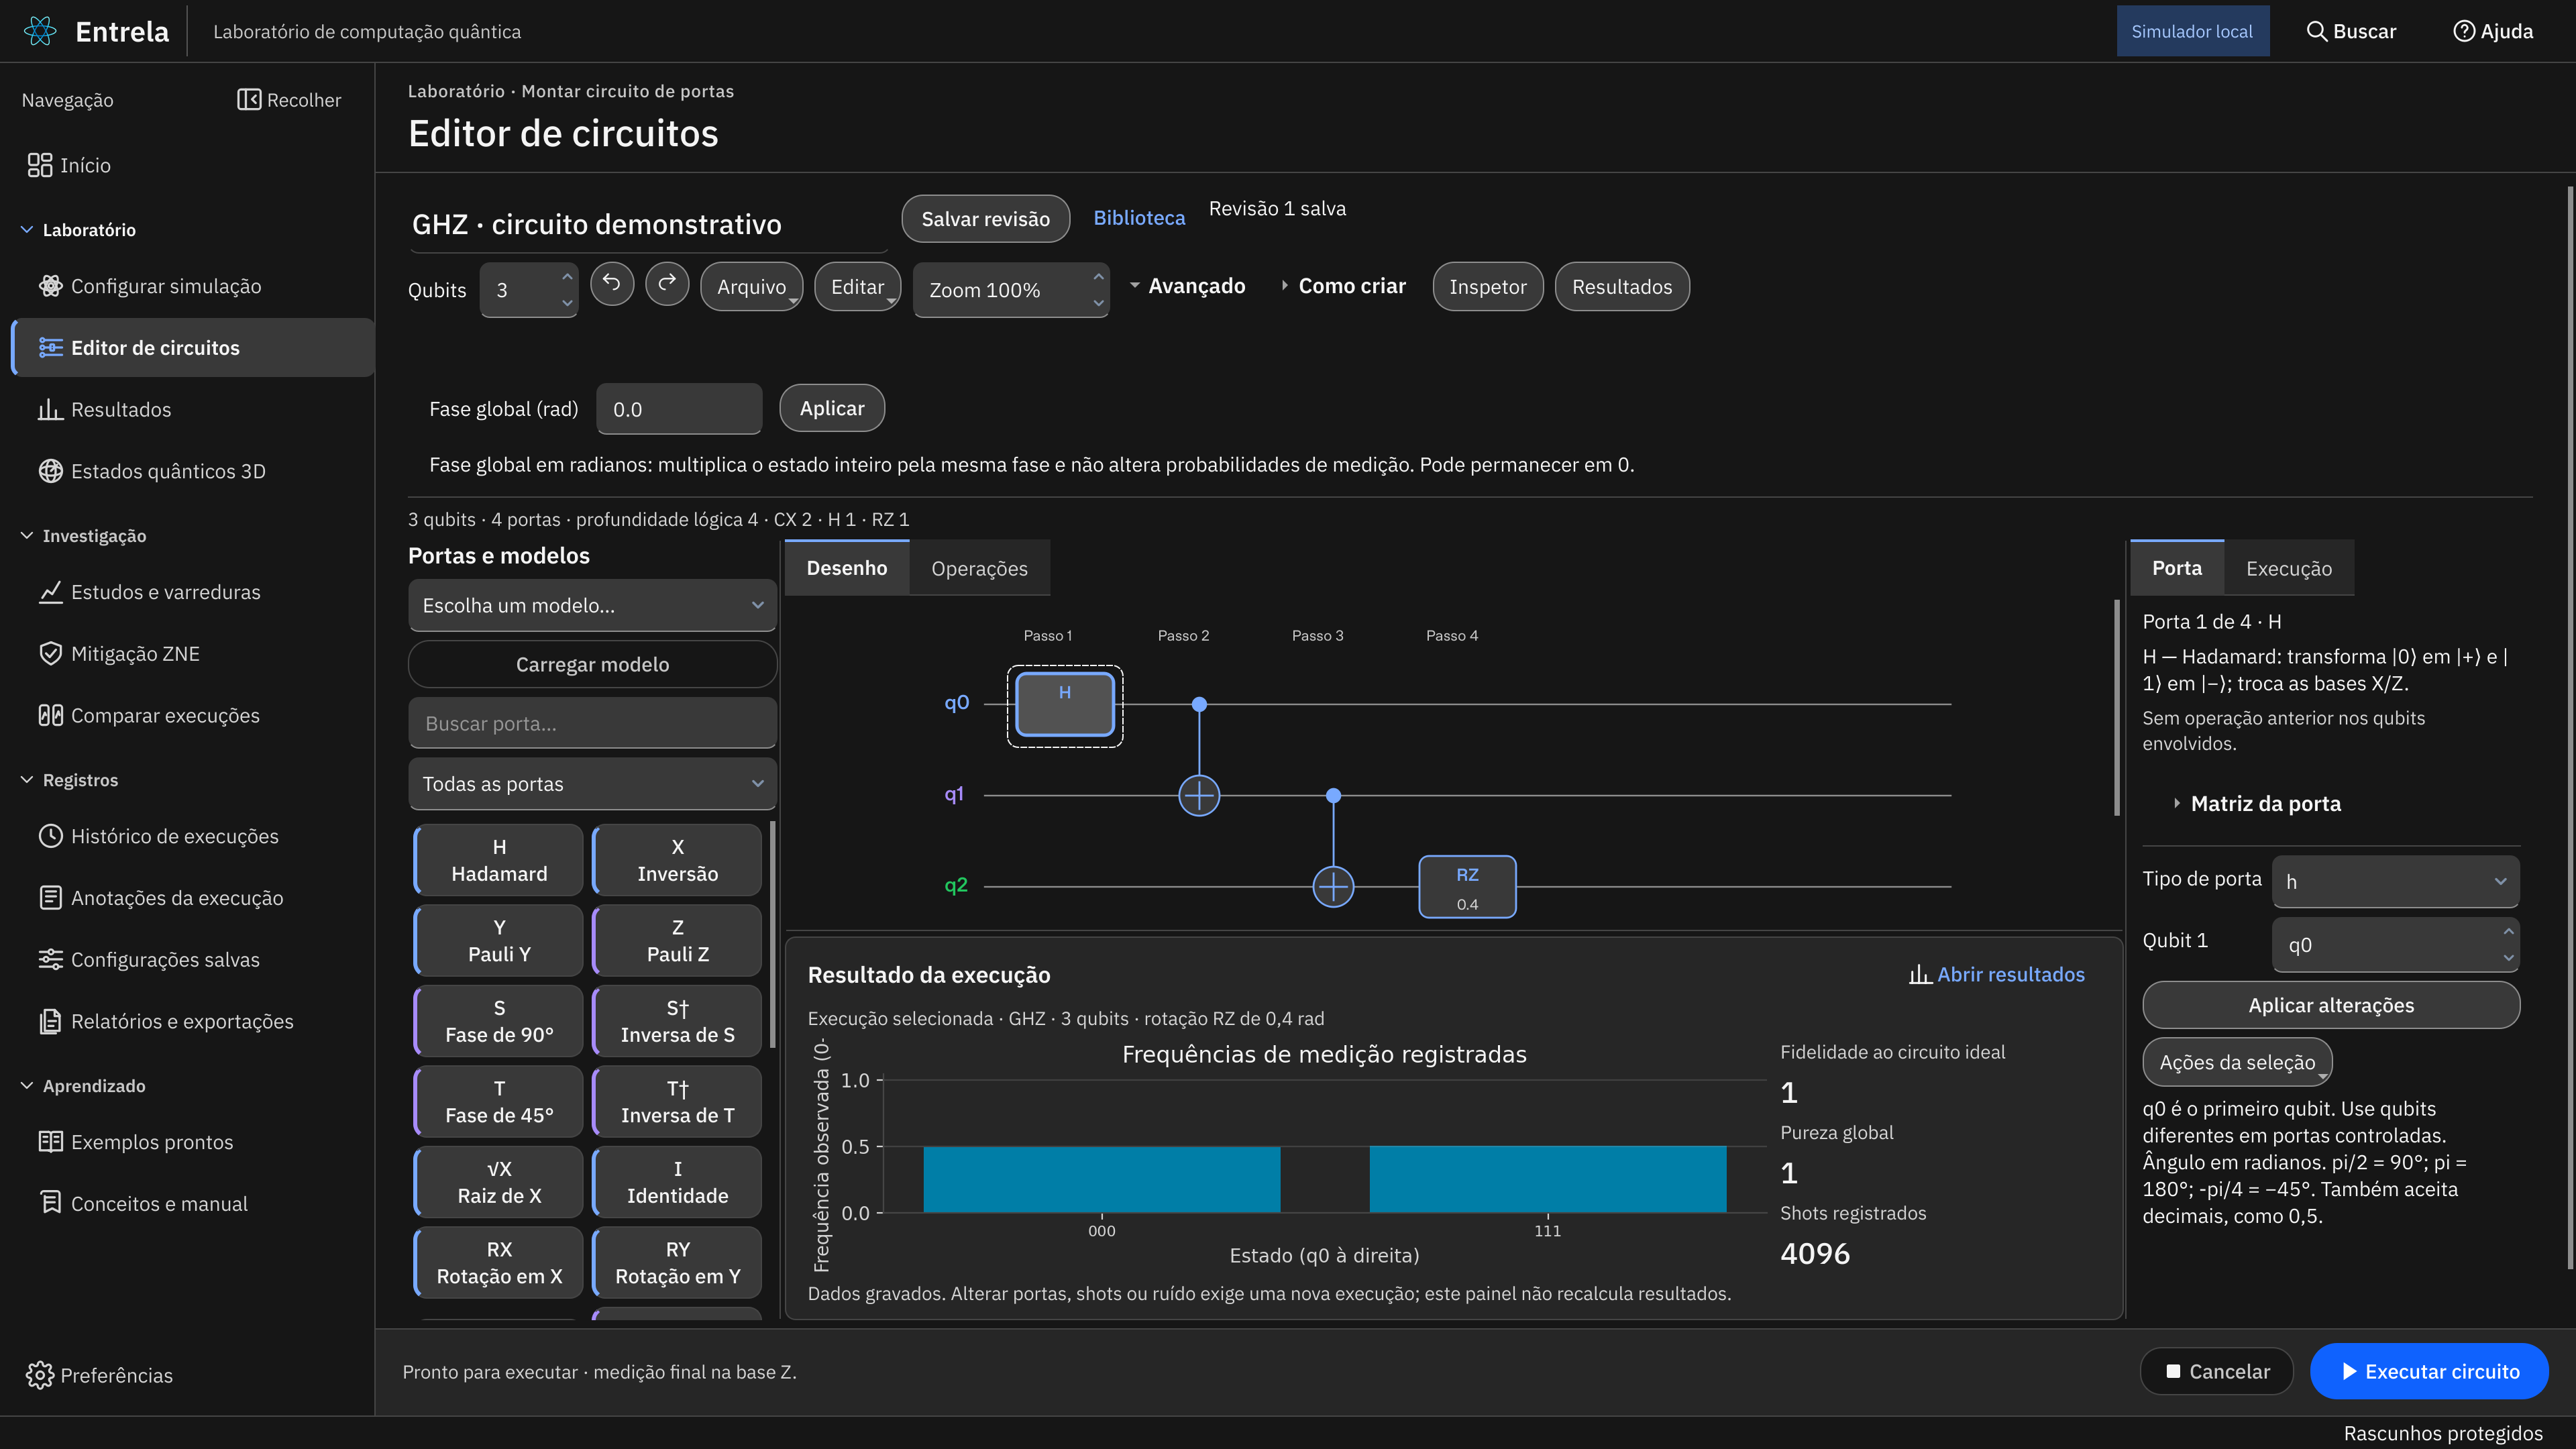 Entrela
Laboratório de computação quântica
Simulador local
Buscar
Ajuda
Navegação
Recolher
Início
Laboratório
Configurar simulação
Editor de circuitos
Resultados
Estados quânticos 3D
Investigação
Estudos e varreduras
Mitigação ZNE
Comparar execuções
Registros
Histórico de execuções
Anotações da execução
Configurações salvas
Relatórios e exportações
Aprendizado
Exemplos prontos
Conceitos e manual
Preferências
Laboratório · Montar circuito de portas
Editor de circuitos
GHZ · circuito demonstrativo
Salvar revisão
Biblioteca
Revisão 1 salva
Qubits
3
Arquivo
Editar
Zoom 100%
Avançado
Como criar
Inspetor
Resultados
Fase global (rad)
0.0
Aplicar
Fase global em radianos: multiplica o estado inteiro pela mesma fase e não altera probabilidades de medição. Pode permanecer em 0.
3 qubits · 4 portas · profundidade lógica 4 · CX 2 · H 1 · RZ 1
Portas e modelos
Escolha um modelo...
Carregar modelo
Buscar porta...
Todas as portas
H
Hadamard
X
Inversão
Y
Pauli Y
Z
Pauli Z
S
Fase de 90°
S†
Inversa de S
T
Fase de 45°
T†
Inversa de T
√X
Raiz de X
I
Identidade
RX
Rotação em X
RY
Rotação em Y
Desenho
Operações
Passo 1
Passo 2
Passo 3
Passo 4
q0
H
q1
q2
RZ
0.4
Resultado da execução
Abrir resultados
Execução selecionada · GHZ · 3 qubits · rotação RZ de 0,4 rad
Frequências de medição registradas
Frequência observada (0-
1.0
0.5
0.0
000
111
Estado (q0 à direita)
Fidelidade ao circuito ideal
1
Pureza global
1
Shots registrados
4096
Dados gravados. Alterar portas, shots ou ruído exige uma nova execução; este painel não recalcula resultados.
Porta
Execução
Porta 1 de 4 · H
H — Hadamard: transforma |0⟩ em |+⟩ e |
1⟩ em |−⟩; troca as bases X/Z.
Sem operação anterior nos qubits
envolvidos.
Matriz da porta
Tipo de porta
h
Qubit 1
q0
Aplicar alterações
Ações da seleção
q0 é o primeiro qubit. Use qubits
diferentes em portas controladas.
Ângulo em radianos. pi/2 = 90°; pi =
180°; -pi/4 = −45°. Também aceita
decimais, como 0,5.
Pronto para executar · medição final na base Z.
Cancelar
Executar circuito
Rascunhos protegidos